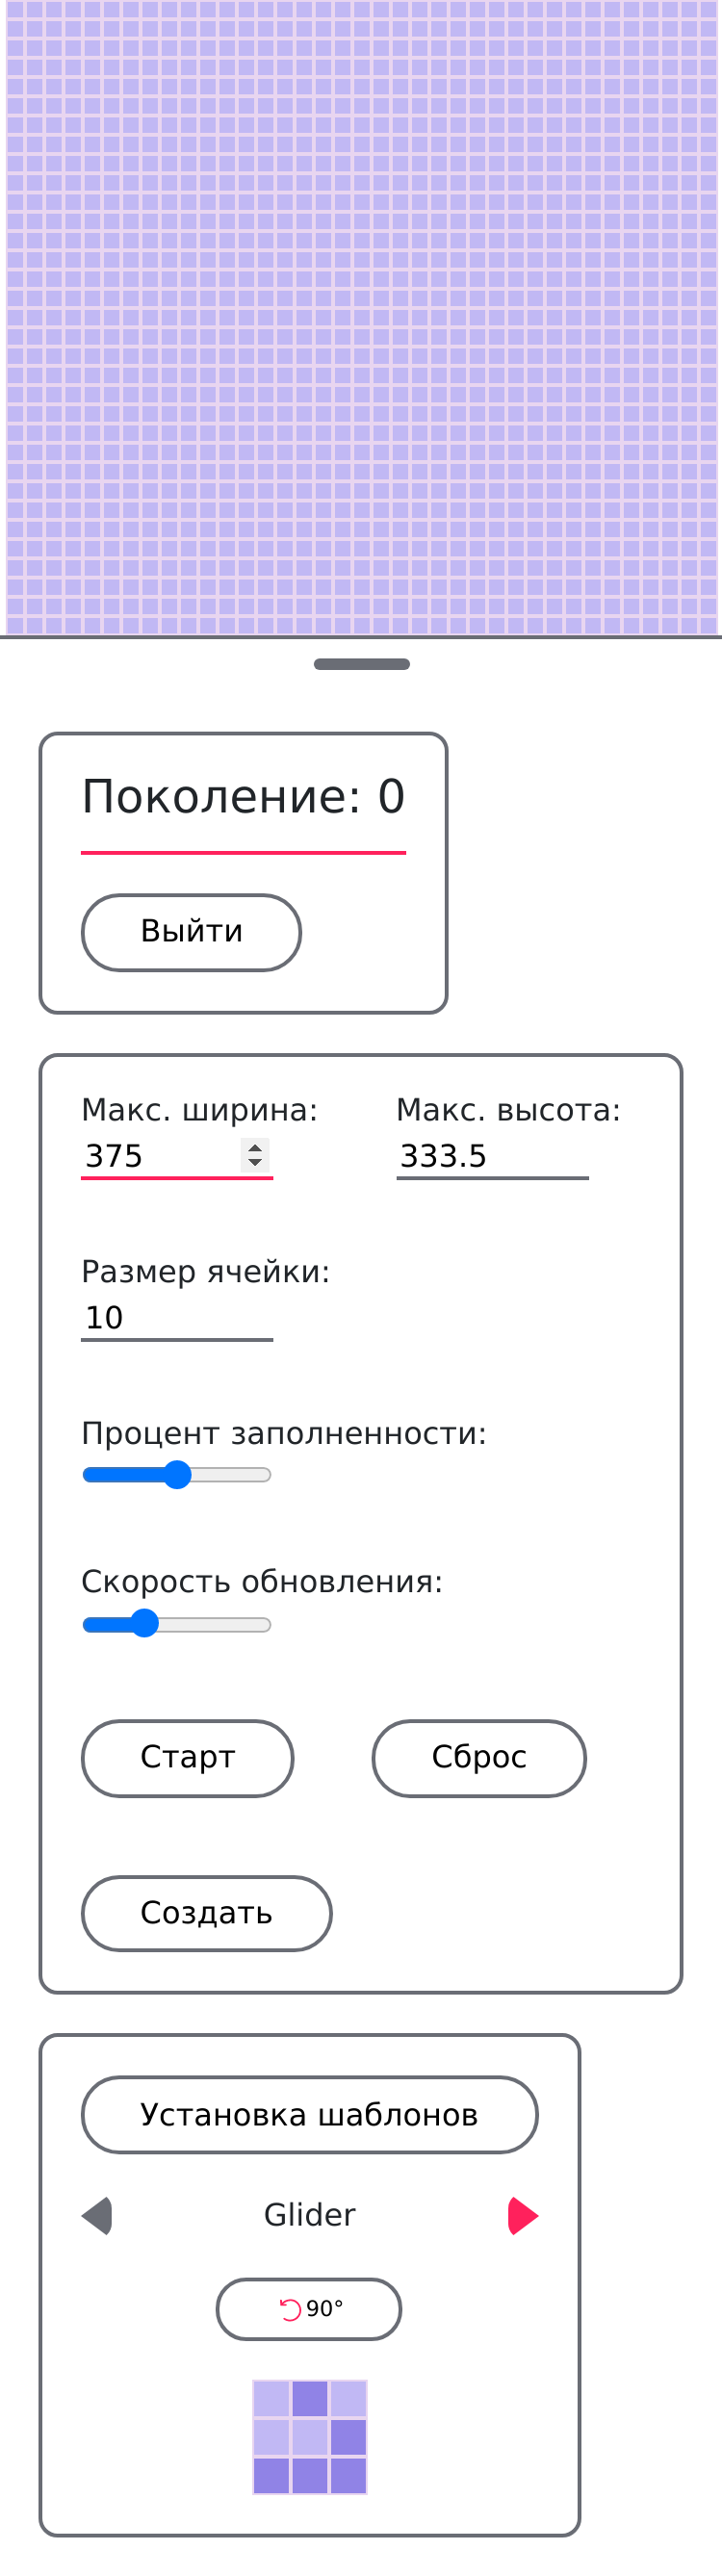 Поколение: 0
Выйти
Макс. ширина: Макс. высота:
375 333.5
Размер ячейки:
10
Процент заполненности:
Скорость обновления:
Старт Сброс
Создать
Установка шаблонов
Glider
90°